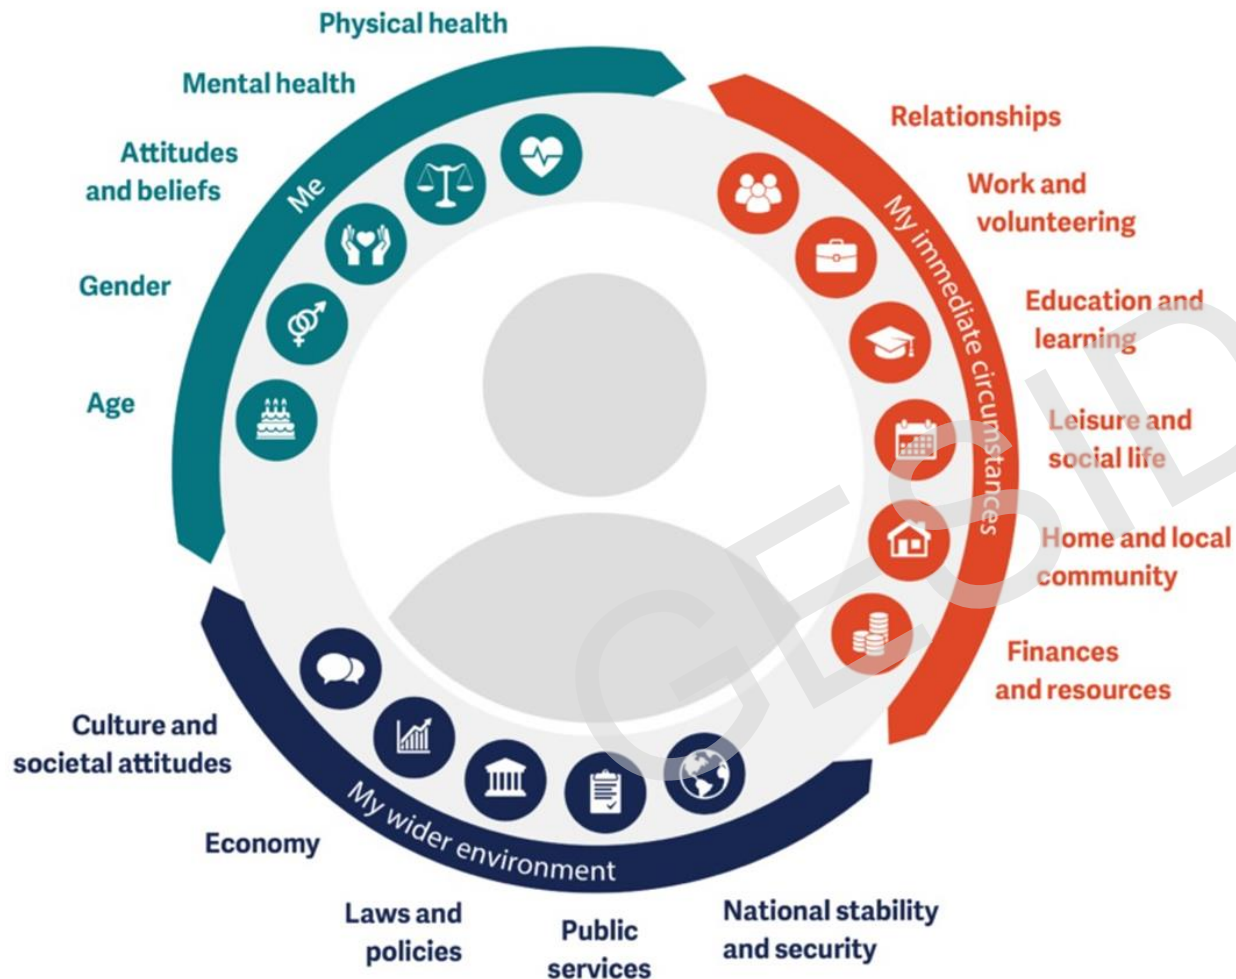 Physical health
Mental health
Attitudes
and beliefs
Gender
Age
Me
Relationships
Work and
volunteering
Education and
learning
Leisure and
social life
Home and local
community
Finances
and resources
My immediate circumstances
Culture and
societal attitudes
Economy
Laws and
policies
Public
services
National stability
and security
My wider environment
GESID